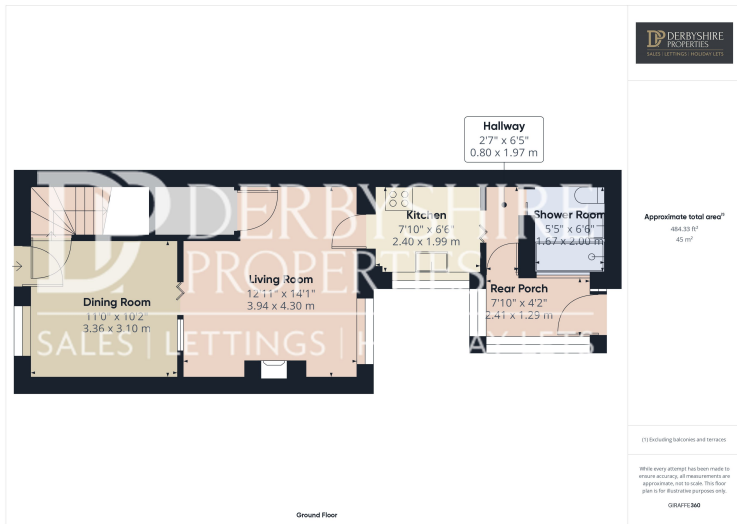 DERBYSHIRE
PROPERTIES
SALES | LETTINGS | HOLIDAY LETS
Hallway
2'7" x 6'5"
0.80 x 1.97 m
Kitchen
7'10" x 6'6"
2.40 x 1.99 m
Shower Room
5'5" x 6'6"
1.67 x 2.00 m
Living Room
12'11" x 14'1"
3.94 x 4.30 m
Dining Room
11'0" x 10'2"
3.36 x 3.10 m
Rear Porch
7'10" x 4'2"
2.41 x 1.29 m
DP DERBYSHIRE
PROPERTIES
SALES | LETTINGS | HOLIDAY LETS
Ground Floor
Approximate total area(1)
484.33 ft²
45 m²
(1) Excluding balconies and terraces
While every attempt has been made to
ensure accuracy, all measurements are
approximate, not to scale. This floor
plan is for illustrative purposes only.
GIRAFFE360